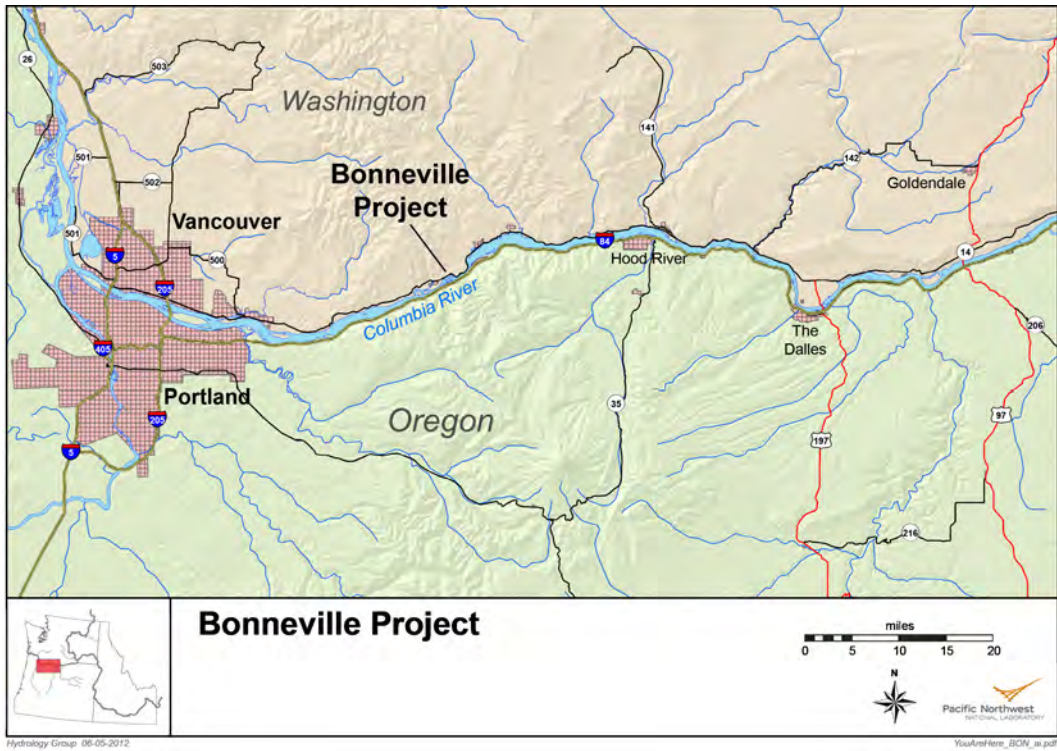 26
503
Washington
141
501
502
142
Goldendale
Bonneville
Project
Vancouver
501
5
500
84
14
Hood River
205
Columbia River
The
Dalles
206
405
Portland
Oregon
35
97
205
197
5
216
Bonneville Project
miles
0 5 10 15 20
N
Pacific Northwest
NATIONAL LABORATORY
Hydrology Group 06-05-2012
YouAreHere_BON_w.pdf